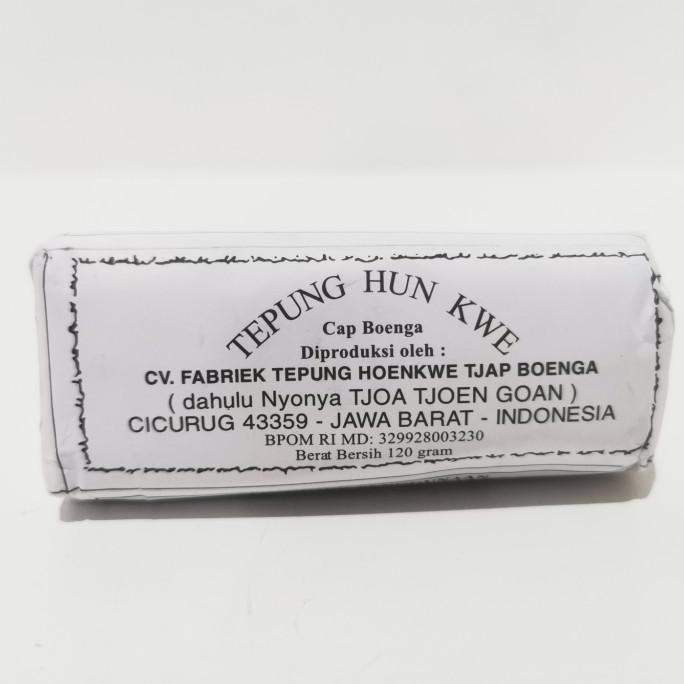 TEPUNG HUN KWE
Cap Boenga
Diproduksi oleh :
CV. FABRIEK TEPUNG HOENKWE TJAP BOENGA
( dahulu Nyonya TJOA TJOEN GOAN )
CICURUG 43359 - JAWA BARAT - INDONESIA
BPOM RI MD: 329928003230
Berat Bersih 120 gram